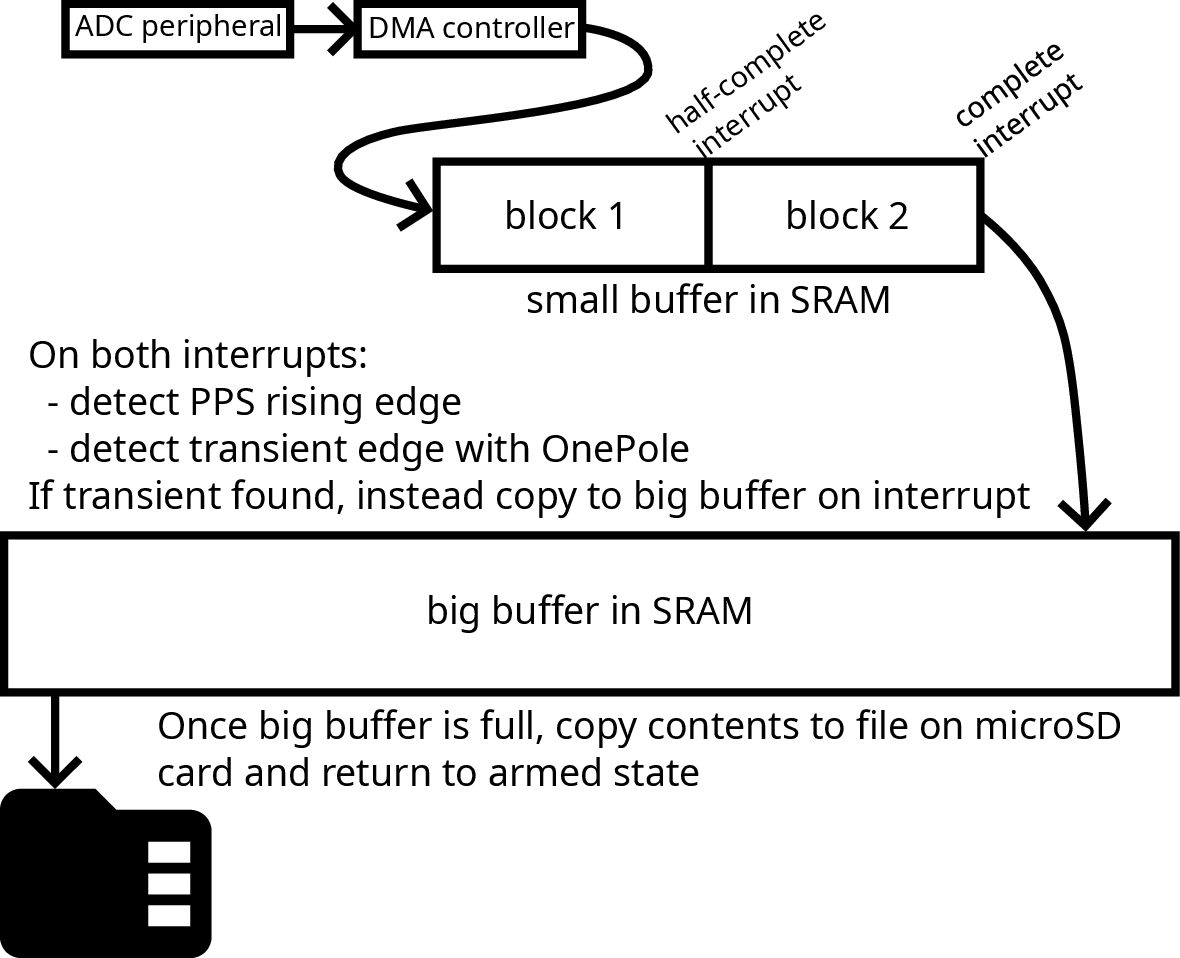 ADC peripheral
DMA controller
half-complete
interrupt
complete
interrupt
block 1
block 2
small buffer in SRAM
On both interrupts:
- detect PPS rising edge
- detect transient edge with OnePole
If transient found, instead copy to big buffer on interrupt
big buffer in SRAM
Once big buffer is full, copy contents to file on microSD
card and return to armed state